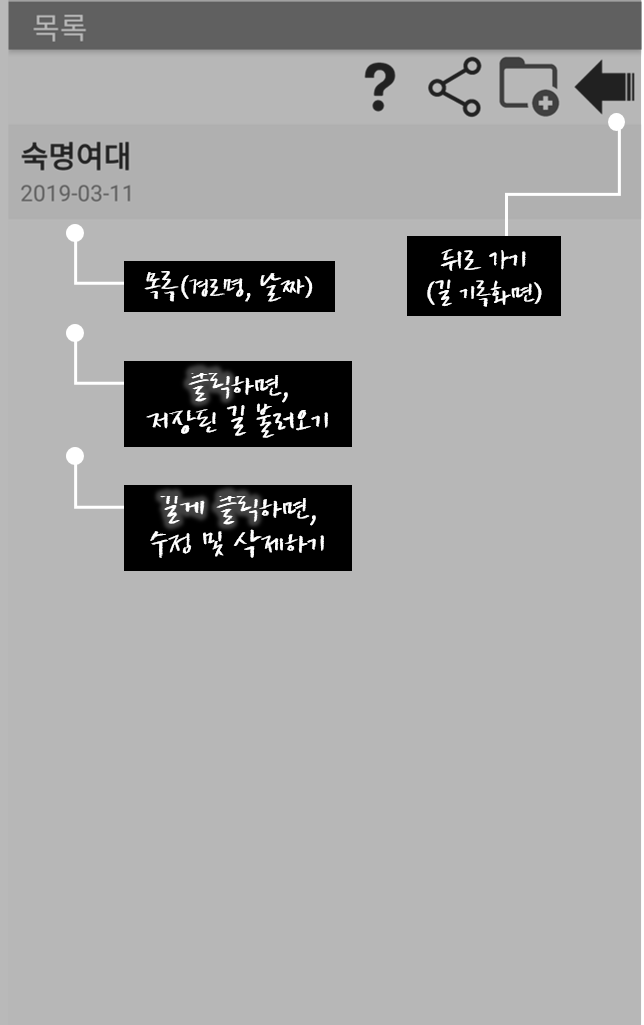 목록
?
숙명여대
2019-03-11
목록(경로명, 날짜)
뒤로 가기
(길 기록화면)
클릭하면,
저장된 길 불러오기
길게 클릭하면,
수정 및 삭제하기